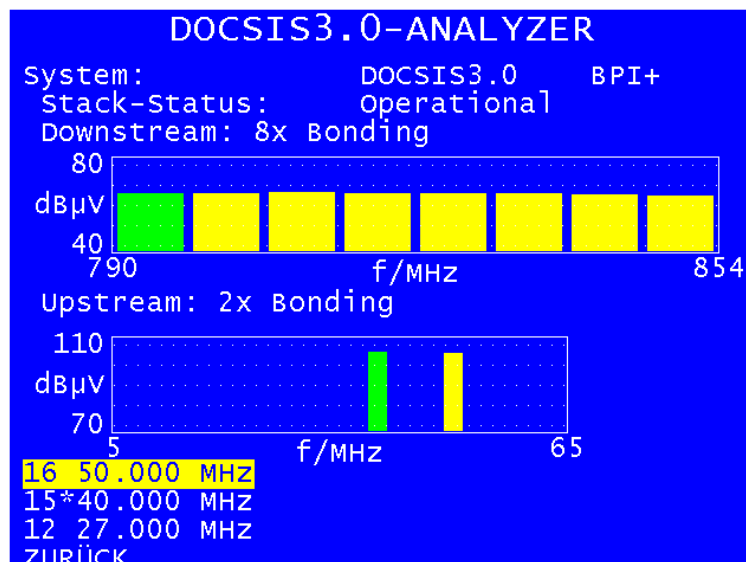 DOCSIS3.0-ANALYZER
System: DOCSIS3.0 BPI+
Stack-Status: Operational
Downstream: 8x Bonding
80
dBµV
40
790 f/MHz 854
Upstream: 2x Bonding
110
dBµV
70
5 f/MHz 65
16 50.000 MHz
15*40.000 MHz
12 27.000 MHz
ZURÜCK